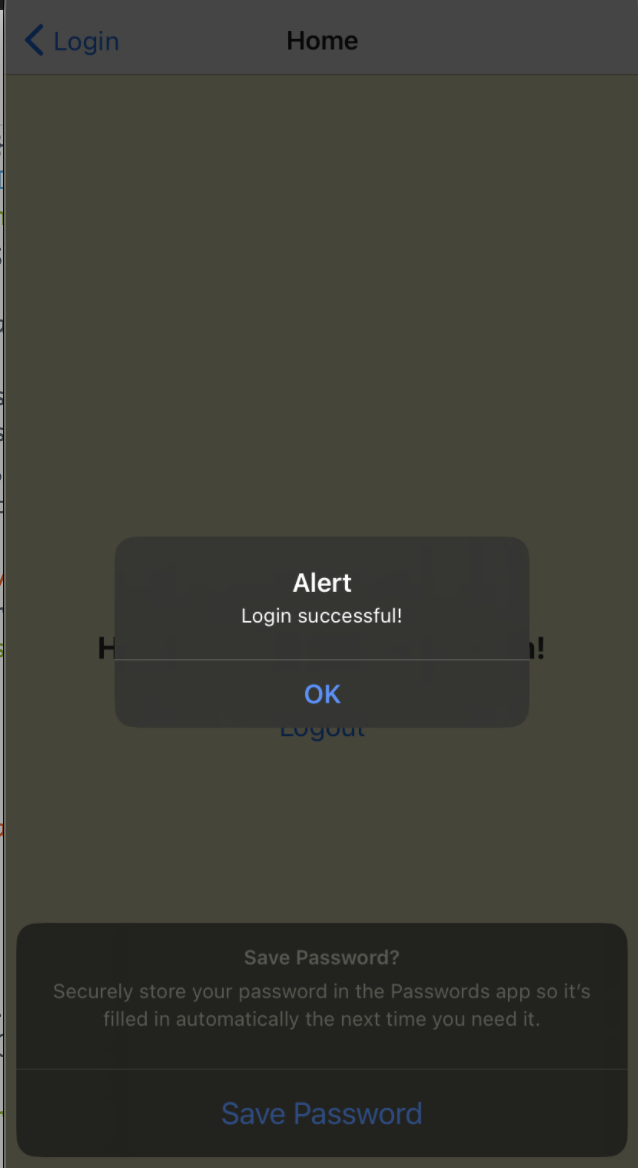 Login
Home
Alert
Login successful!
OK
Logout
Save Password?
Securely store your password in the Passwords app so it's
filled in automatically the next time you need it.
Save Password